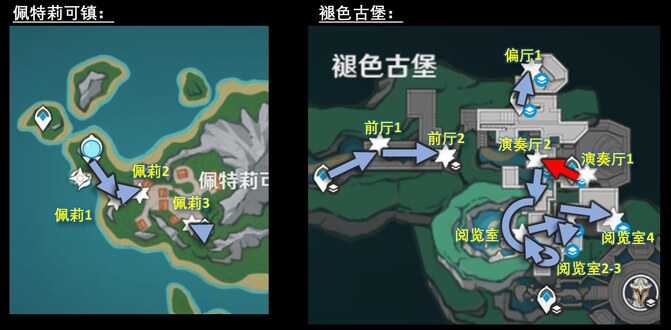 佩特莉可镇：
褪色古堡：
佩莉1
佩莉2
佩莉3
佩特莉可
褪色古堡
偏厅1
前厅1
前厅2
演奏厅2
演奏厅1
阅览室
阅览室4
阅览室2-3